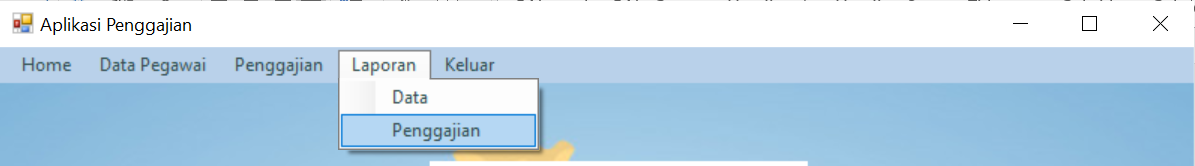 Aplikasi Penggajian
Home Data Pegawai Penggajian Laporan Keluar
Data
Penggajian